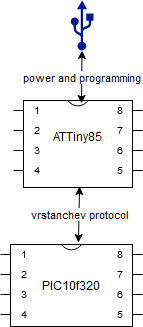 power and programming
1 8
ATTiny85
2 7
3 6
4 5
vrstanchev protocol
1 8
2 7
PIC10f320
3 6
4 5